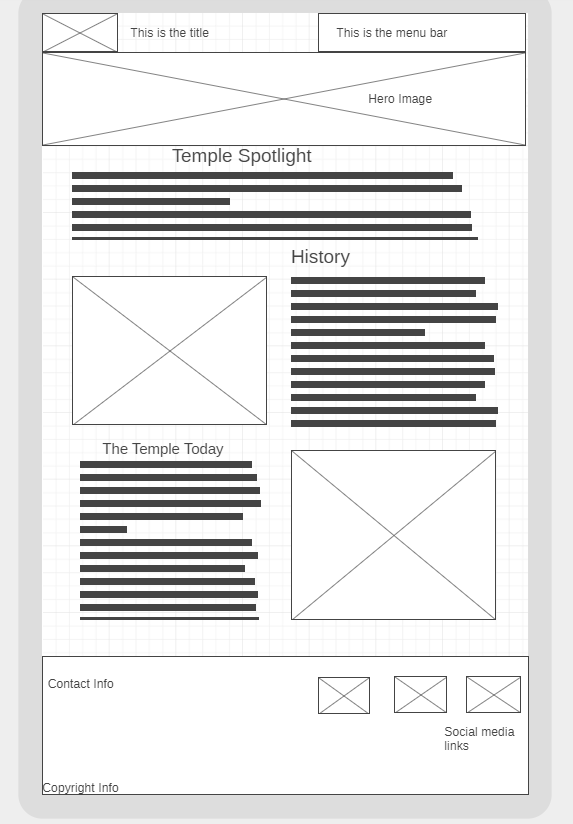 This is the title
This is the menu bar
Hero Image
Temple Spotlight
History
The Temple Today
Contact Info
Social media
links
Copyright Info